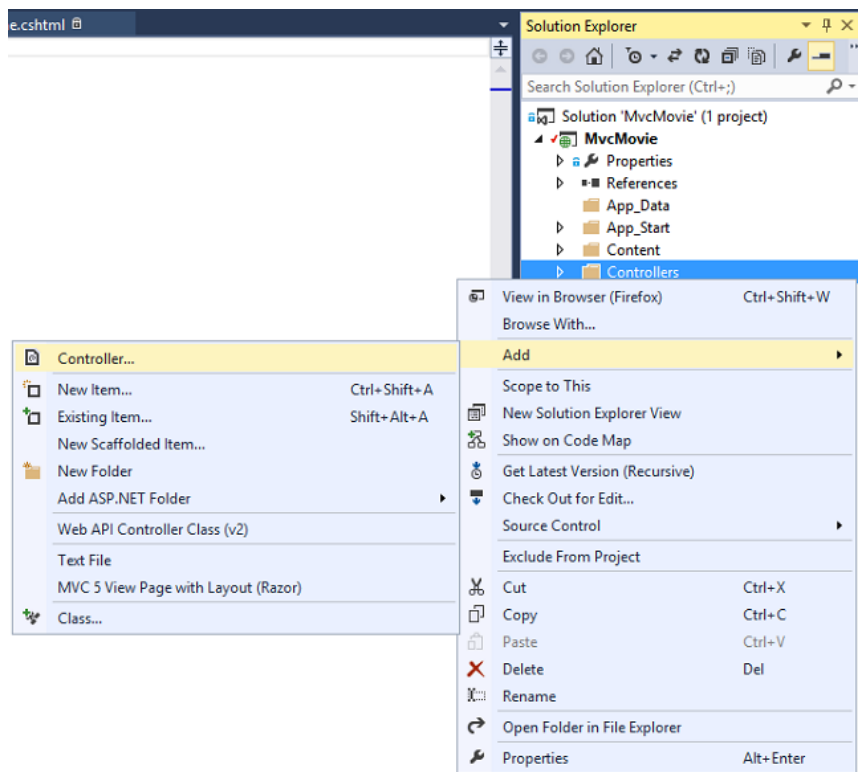 e.cshtml
Solution Explorer
Search Solution Explorer (Ctrl+;)
Solution 'MvcMovie' (1 project)
MvcMovie
Properties
References
App_Data
App_Start
Content
Controllers
View in Browser (Firefox) Ctrl+Shift+W
Browse With...
Add
Scope to This
New Solution Explorer View
Show on Code Map
Get Latest Version (Recursive)
Check Out for Edit...
Source Control
Exclude From Project
Cut Ctrl+X
Copy Ctrl+C
Paste Ctrl+V
Delete Del
Rename
Open Folder in File Explorer
Properties Alt+Enter
Controller...
New Item... Ctrl+Shift+A
Existing Item... Shift+Alt+A
New Scaffolded Item...
New Folder
Add ASP.NET Folder
Web API Controller Class (v2)
Text File
MVC 5 View Page with Layout (Razor)
Class...